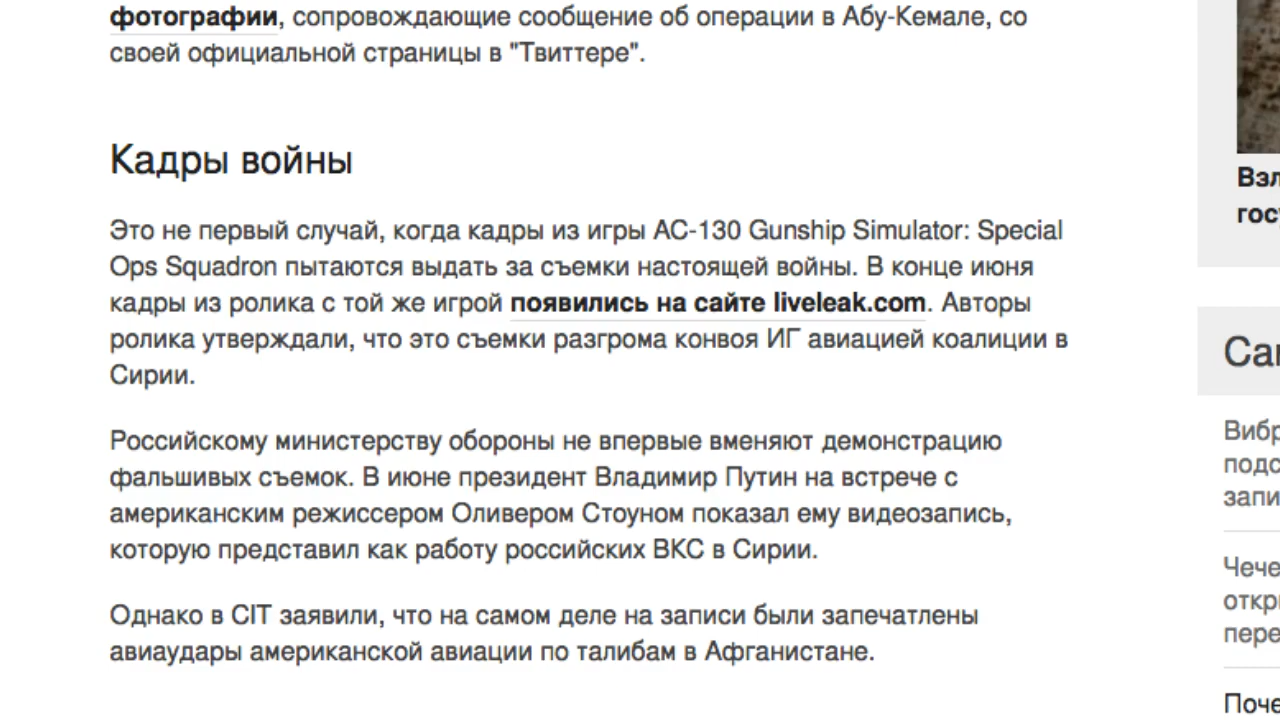 фотографии, сопровождающие сообщение об операции в Абу-Кемале, со
своей официальной страницы в "Твиттере".
Кадры войны
Это не первый случай, когда кадры из игры AC-130 Gunship Simulator: Special
Ops Squadron пытаются выдать за съемки настоящей войны. В конце июня
кадры из ролика с той же игрой появились на сайте liveleak.com. Авторы
ролика утверждали, что это съемки разгрома конвоя ИГ авиацией коалиции в
Сирии.
Российскому министерству обороны не впервые вменяют демонстрацию
фальшивых съемок. В июне президент Владимир Путин на встрече с
американским режиссером Оливером Стоуном показал ему видеозапись,
которую представил как работу российских ВКС в Сирии.
Однако в CIT заявили, что на самом деле на записи были запечатлены
авиаудары американской авиации по талибам в Афганистане.